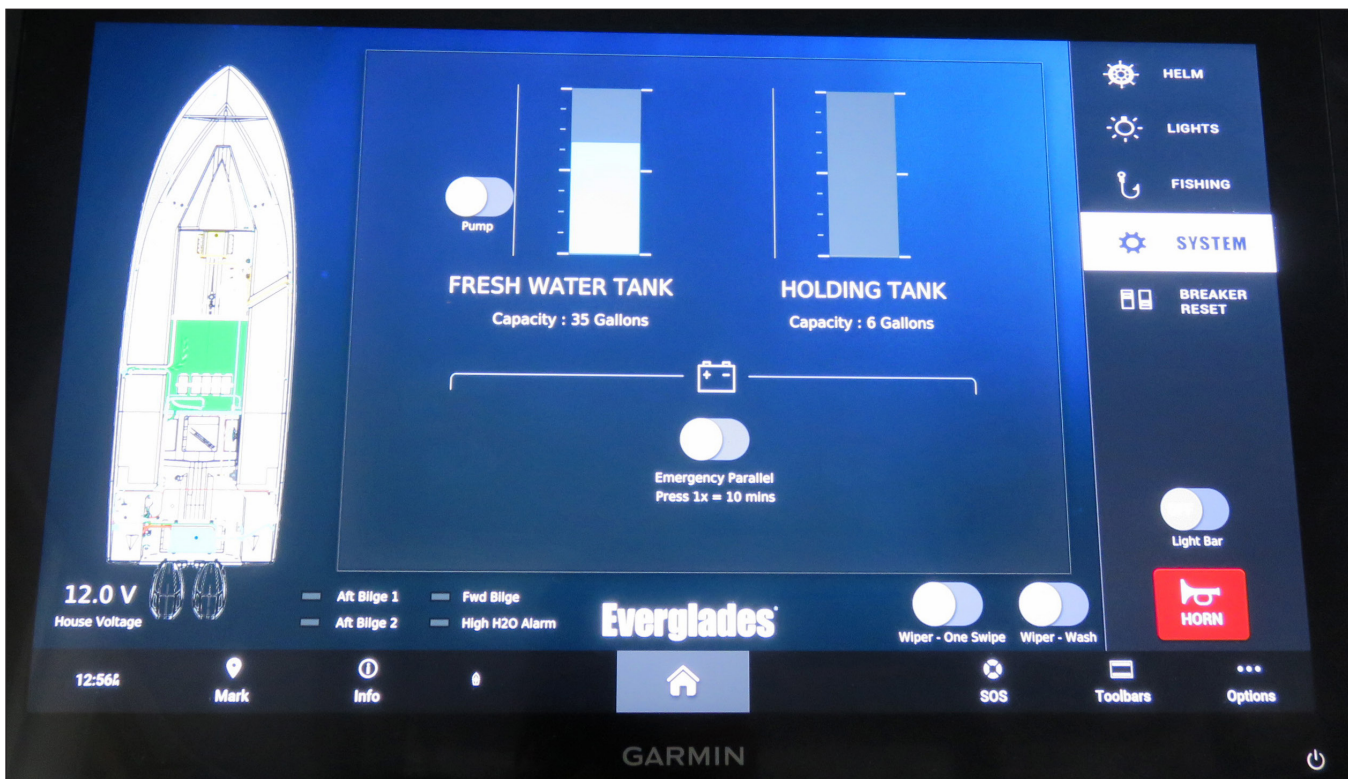 HELM
LIGHTS
FISHING
SYSTEM
BREAKER
RESET
Pump
FRESH WATER TANK
Capacity : 35 Gallons
HOLDING TANK
Capacity : 6 Gallons
Emergency Parallel
Press 1x = 10 mins
Light Bar
HORN
12.0 V
House Voltage
Aft Bilge 1
Fwd Bilge
Aft Bilge 2
High H2O Alarm
Everglades
Wiper - One Swipe
Wiper - Wash
12:56
Mark
Info
SOS
Toolbars
Options
GARMIN